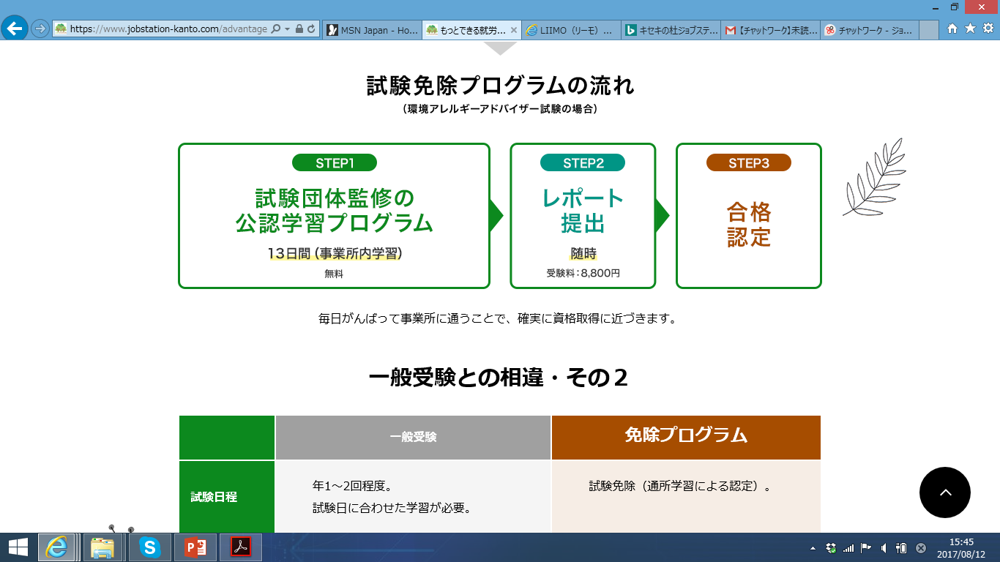 https://www.jobstation-kanto.com/advantage
MSN Japan - Ho...
もっとできる就労...
LIIMO（リーモ）...
キセキの杜ジョブステ...
【チャットワーク】未読...
チャットワーク - ジョ...
試験免除プログラムの流れ
（環境アレルギーアドバイザー試験の場合）
STEP1
試験団体監修の
公認学習プログラム
13日間（事業所内学習）
無料
STEP2
レポート
提出
随時
受験料：8,800円
STEP3
合格
認定
毎日がんばって事業所に通うことで、確実に資格取得に近づきます。
一般受験との相違・その２
一般受験
免除プログラム
試験日程
年1～2回程度。
試験日に合わせた学習が必要。
試験免除（通所学習による認定）。
15:45
2017/08/12